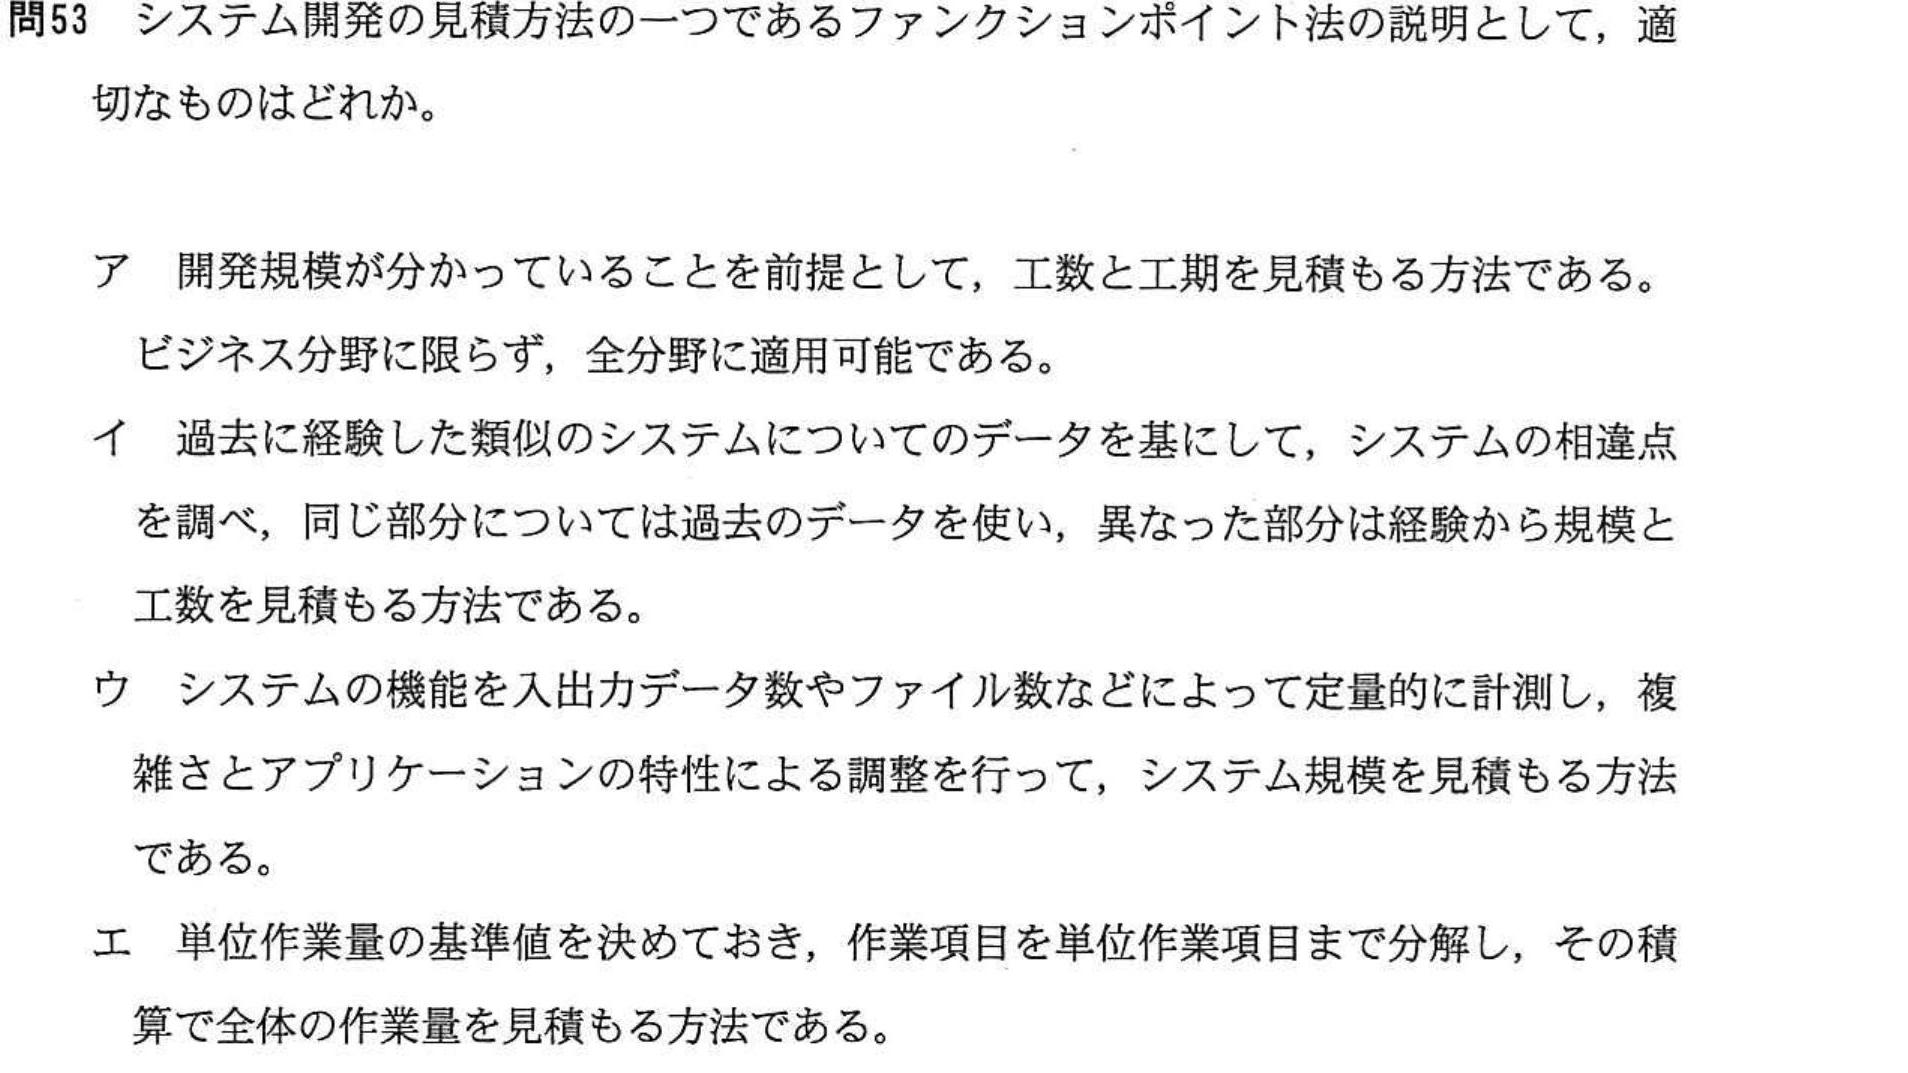 問53　システム開発の見積方法の一つであるファンクションポイント法の説明として，適
切なものはどれか。
ア　開発規模が分かっていることを前提として，工数と工期を見積もる方法である。
ビジネス分野に限らず，全分野に適用可能である。
イ　過去に経験した類似のシステムについてのデータを基にして，システムの相違点
を調べ，同じ部分については過去のデータを使い，異なった部分は経験から規模と
工数を見積もる方法である。
ウ　システムの機能を入出力データ数やファイル数などによって定量的に計測し，複
雑さとアプリケーションの特性による調整を行って，システム規模を見積もる方法
である。
エ　単位作業量の基準値を決めておき，作業項目を単位作業項目まで分解し，その積
算で全体の作業量を見積もる方法である。